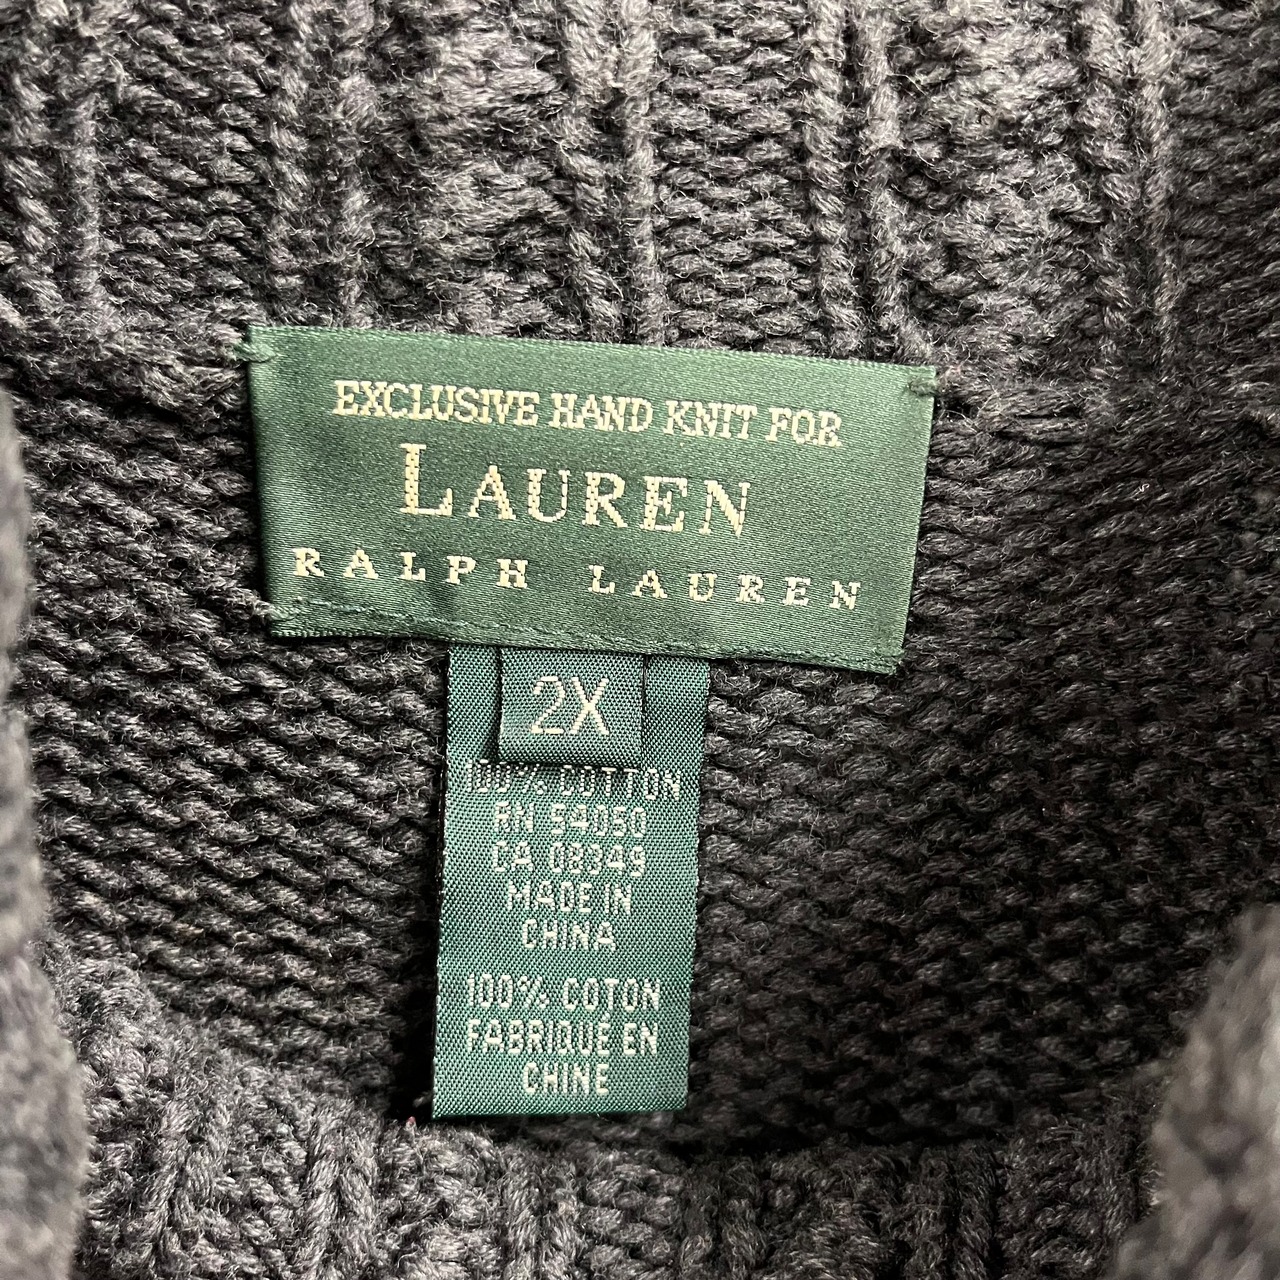 EXCLUSIVE HAND KNIT FOR
LAUREN
RALPH LAUREN
2X
100% COTTON
RN 54050
CA 08349
MADE IN
CHINA
100% COTON
FABRIQUE EN
CHINE